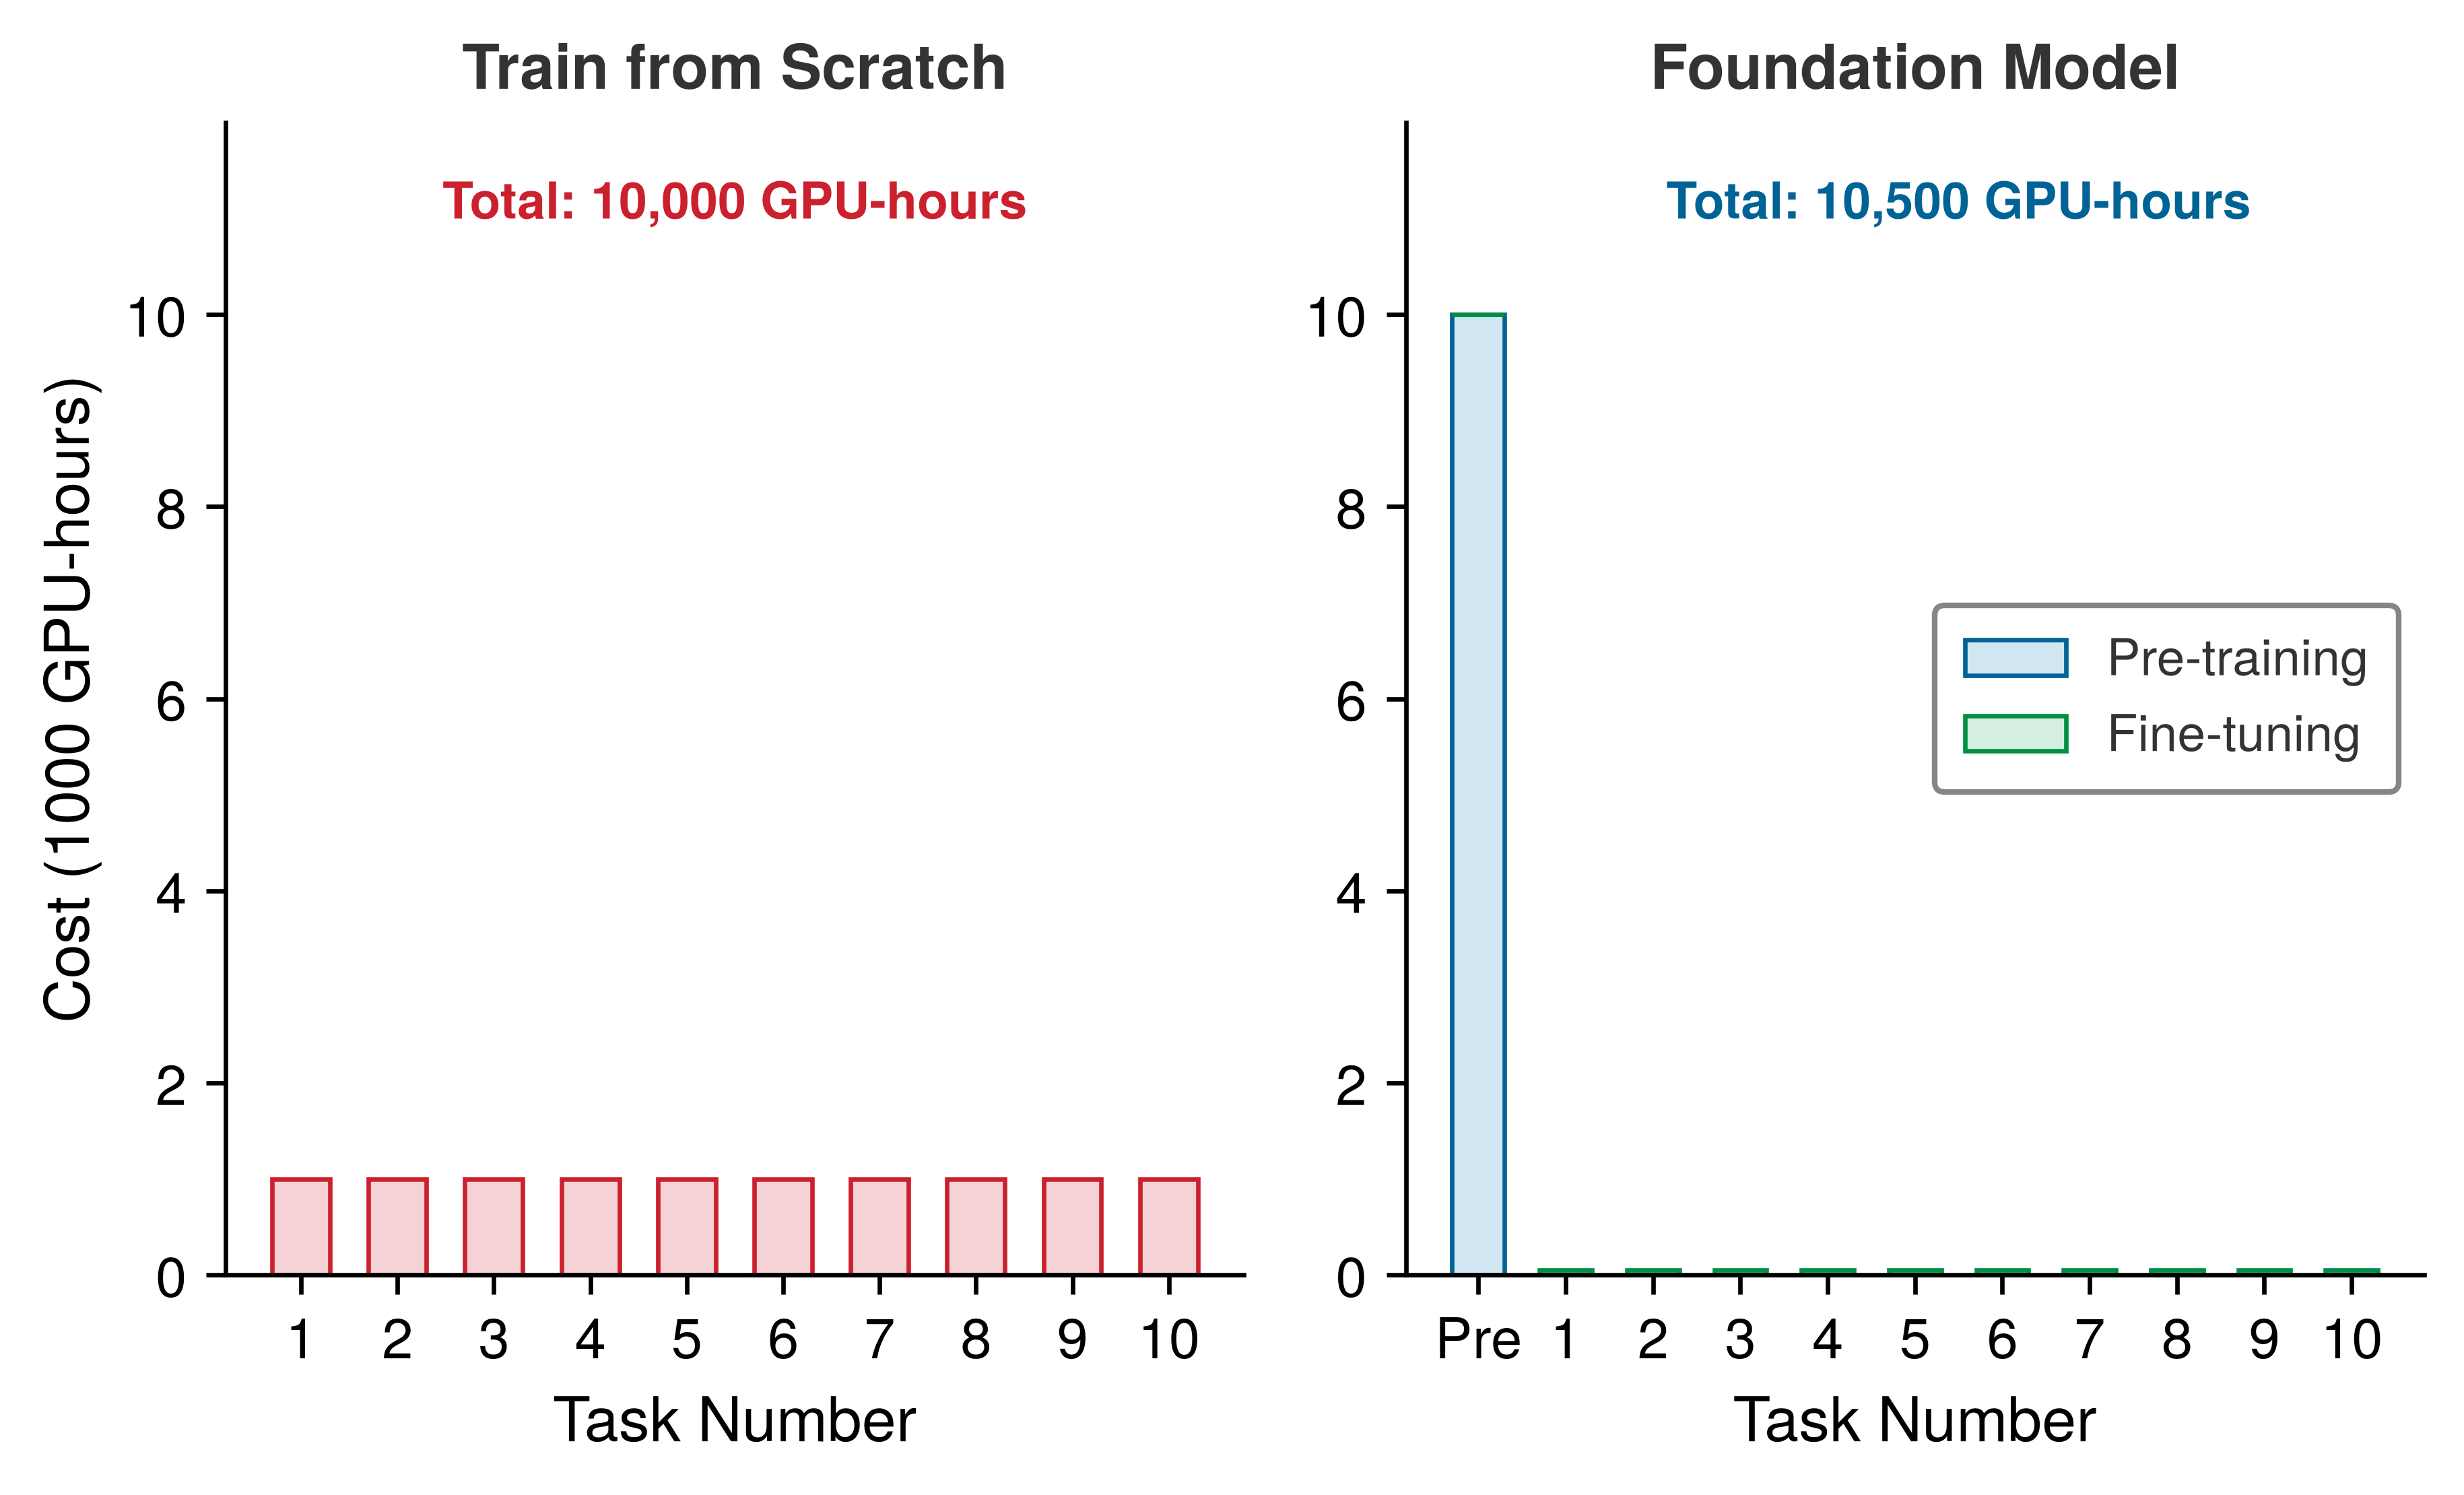 Train from Scratch
Total: 10,000 GPU-hours
Cost (1000 GPU-hours)
10
8
6
4
2
0
1 2 3 4 5 6 7 8 9 10
Task Number
Foundation Model
Total: 10,500 GPU-hours
10
8
6
4
2
0
Pre-training
Fine-tuning
Pre 1 2 3 4 5 6 7 8 9 10
Task Number